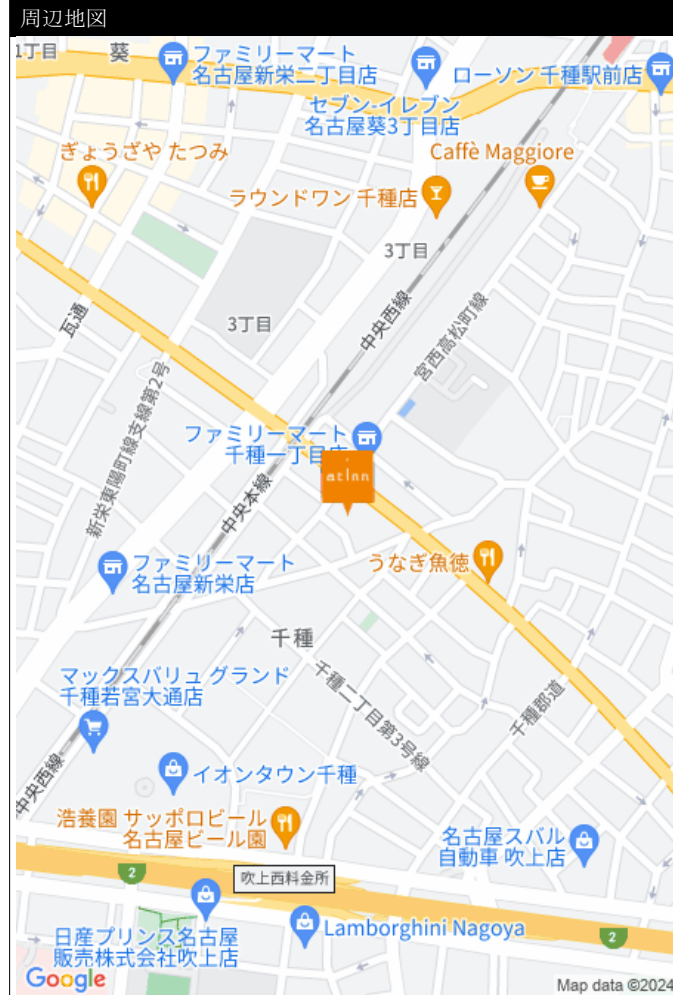 周辺地図
1丁目
葵
ファミリーマート
名古屋新栄二丁目店
ローソン 千種駅前店
セブン-イレブン
名古屋葵3丁目店
ぎょうざや たつみ
Caffè Maggiore
ラウンドワン 千種店
3丁目
瓦通
3丁目
中央西線
宮西高松町線
新栄東陽町線支線第2号
ファミリーマート
千種一丁目店
atInn
中央本線
ファミリーマート
名古屋新栄店
うなぎ魚徳
千種
マックスバリュ グランド
千種若宮大通店
千種二丁目第3号線
千種郡道
中央西線
イオンタウン千種
浩養園 サッポロビール
名古屋ビール園
名古屋スバル
自動車 吹上店
2
吹上西料金所
日産プリンス名古屋
販売株式会社吹上店
Lamborghini Nagoya
2
Google
Map data ©2024